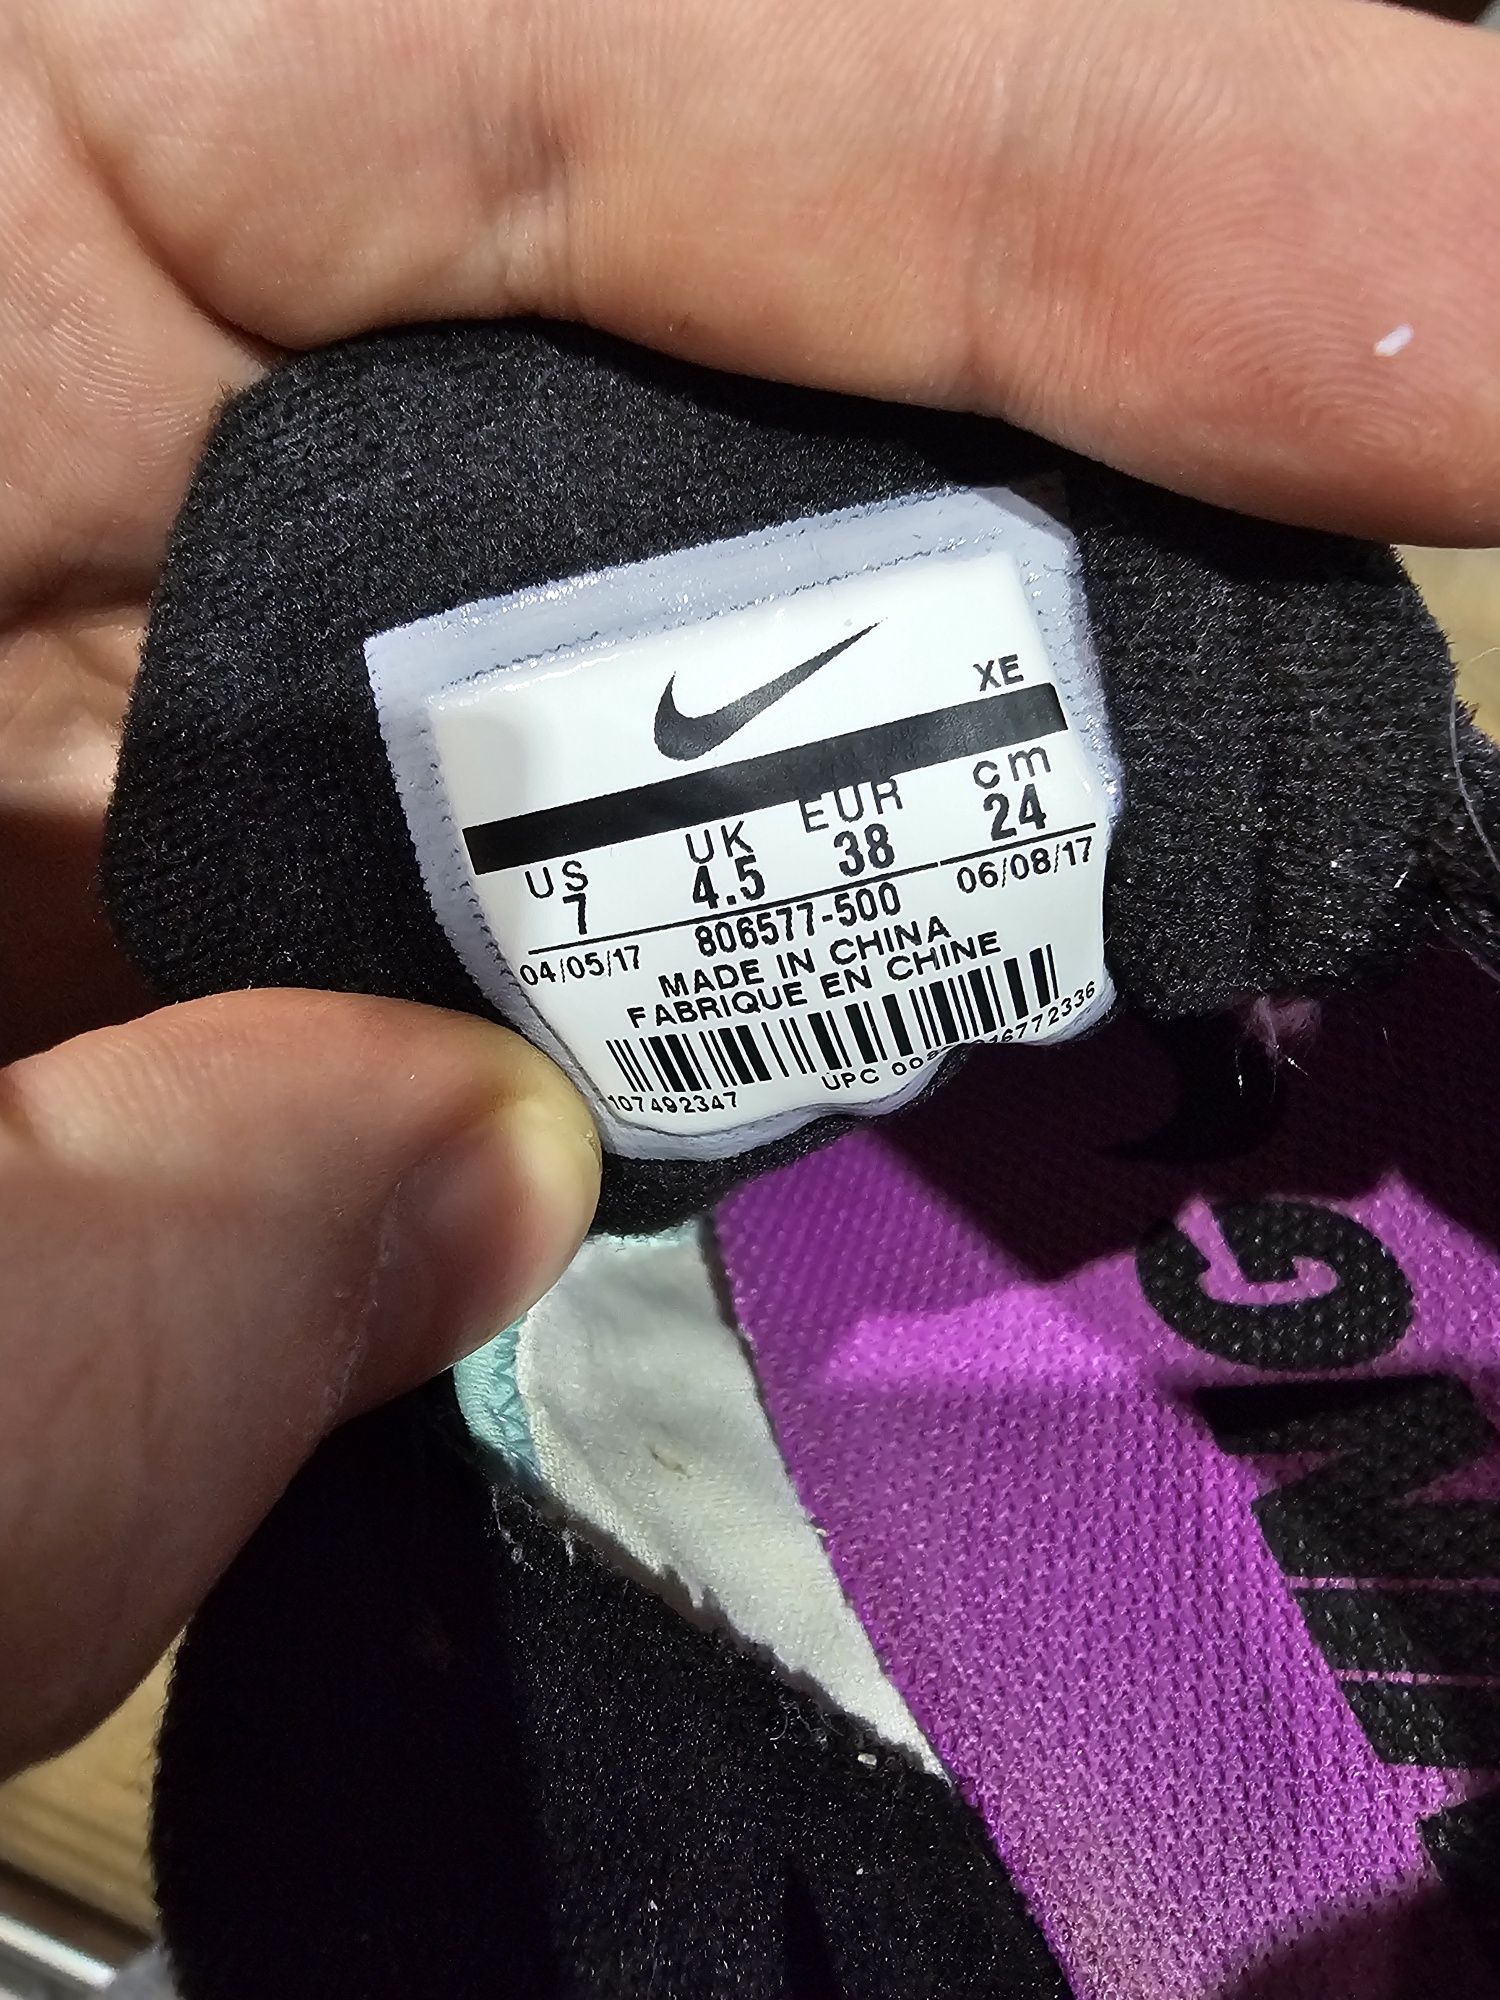 XE
US UK EUR cm
7 4.5 38 24
04/05/17 806577-500 06/08/17
MADE IN CHINA
FABRIQUE EN CHINE
107492347 UPC
NING